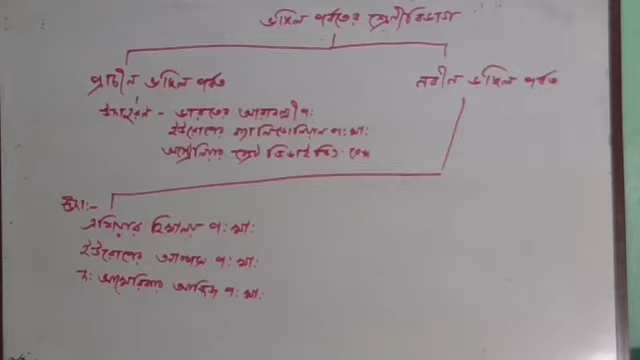 ভঙ্গিল পর্বতের শ্রেণীবিভাগ
প্রাচীন ভঙ্গিল পর্বত
নবীন ভঙ্গিল পর্বত
উদাহরণ - ভারতের আরাবল্লী প:
ইউরোপের ক্যালিডোনিয়ান প: মা:
অস্ট্রেলিয়ার গ্রেট ডিভাইডিং রেঞ্জ
উদা:-
এশিয়ার হিমালয় প: মা:
ইউরোপের আল্পস প: মা:
দ: আমেরিকার আন্দিজ প: মা: